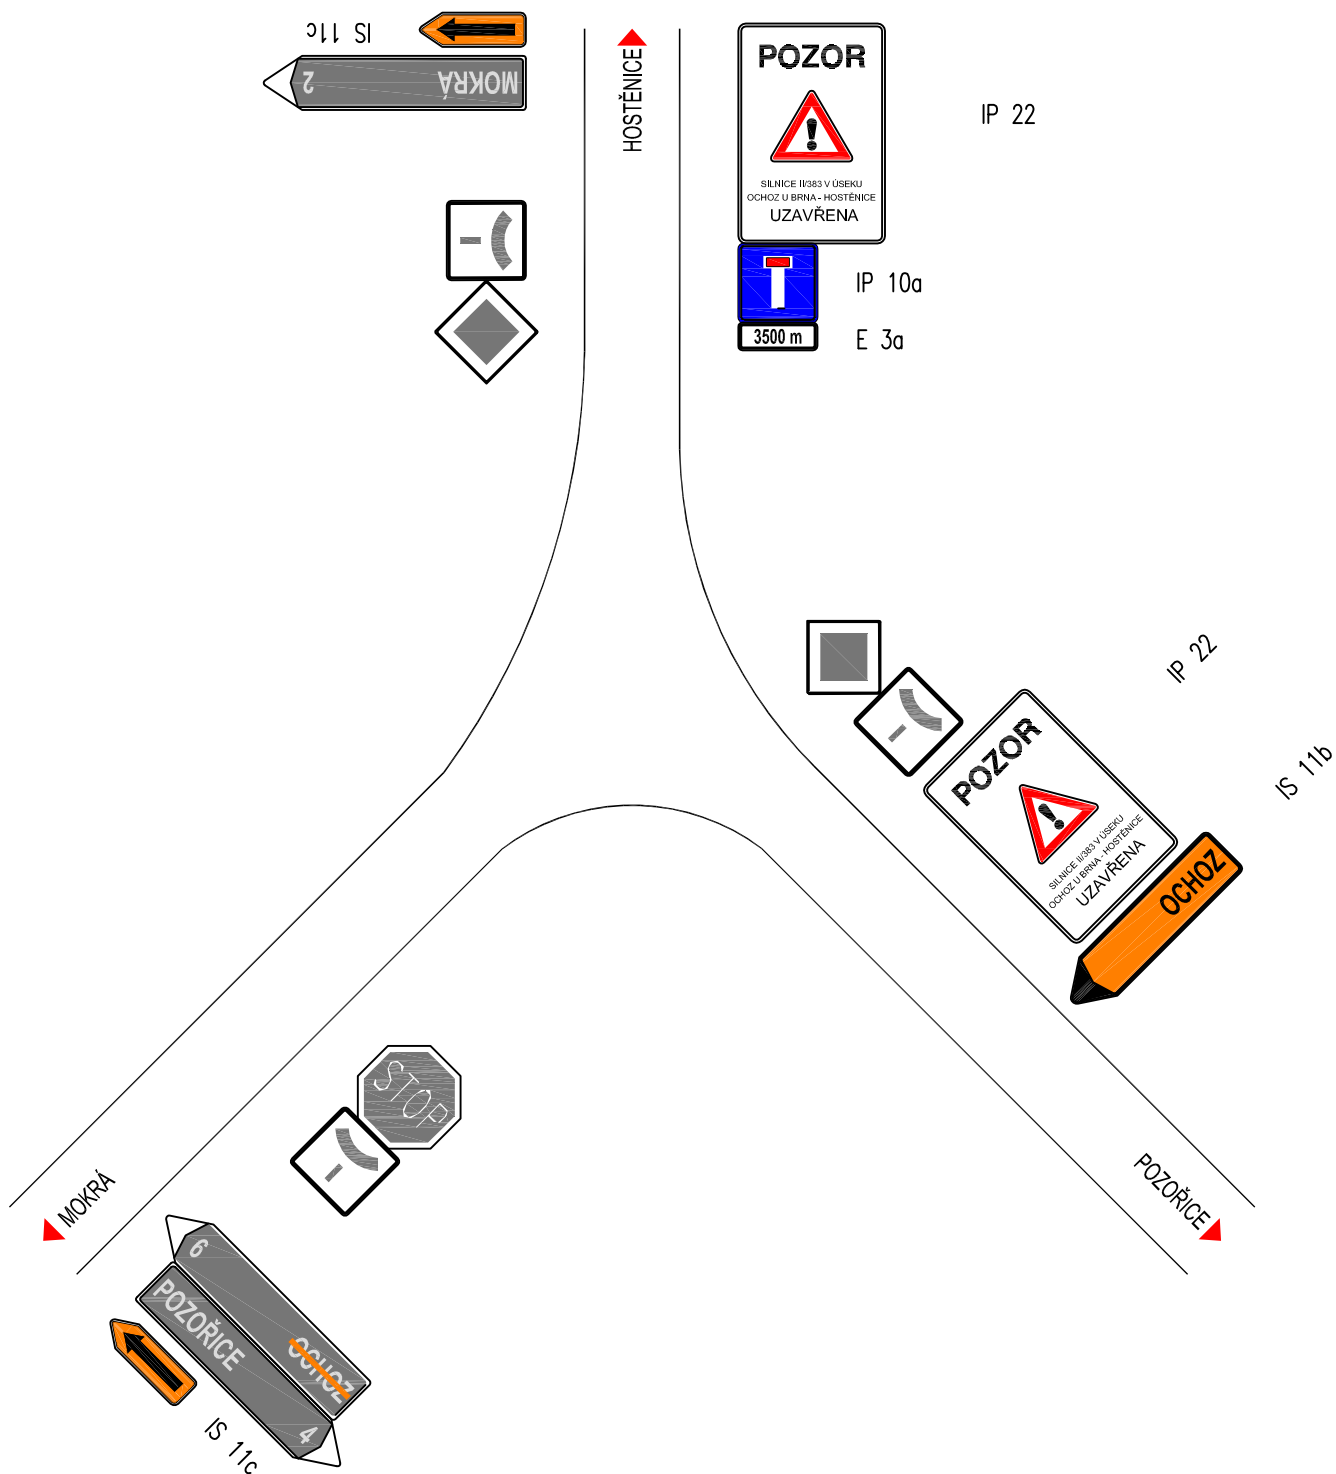 IS 11c
2 MOKRÁ
HOSTĚNICE
POZOR
!
SILNICE II/383 V ÚSEKU
OCHOZ U BRNA - HOSTĚNICE
UZAVŘENA
IP 22
IP 10a
3500 m
E 3a
IP 22
POZOR
!
SILNICE II/383 V ÚSEKU
OCHOZ U BRNA - HOSTĚNICE
UZAVŘENA
IS 11b
OCHOZ
STOP
MOKRÁ
POZOŘICE
6 OCHOZ
POZOŘICE 4
IS 11c